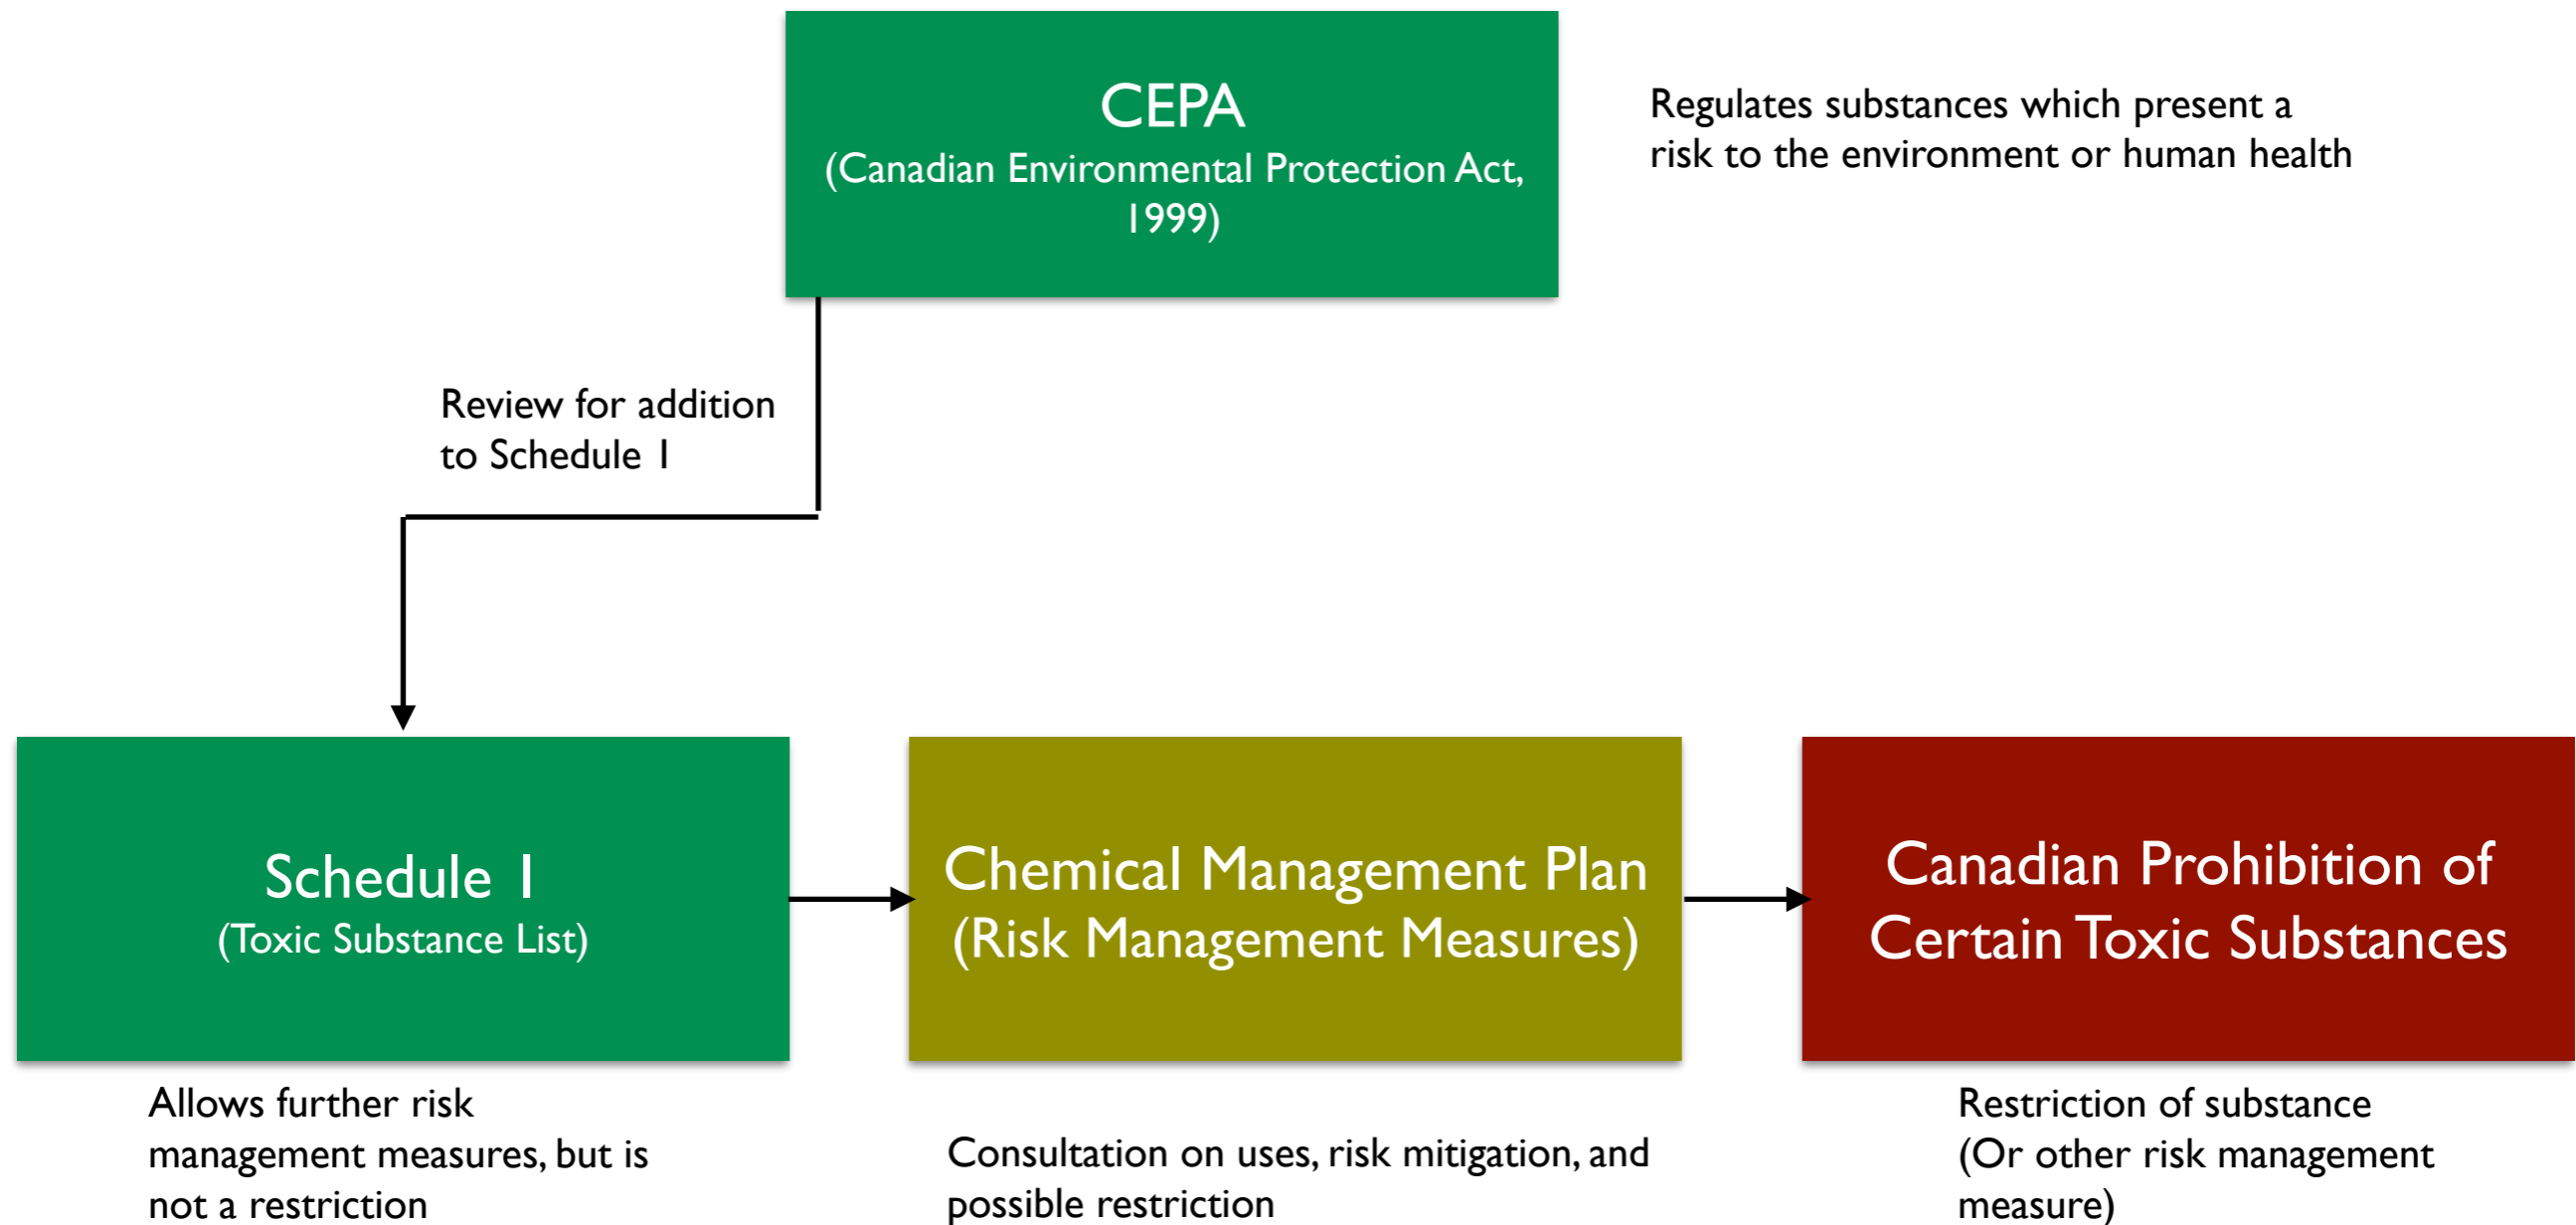 CEPA
(Canadian Environmental Protection Act,
1999)
Regulates substances which present a
risk to the environment or human health
Review for addition
to Schedule 1
Schedule 1
(Toxic Substance List)
Chemical Management Plan
(Risk Management Measures)
Canadian Prohibition of
Certain Toxic Substances
Allows further risk
management measures, but is
not a restriction
Consultation on uses, risk mitigation, and
possible restriction
Restriction of substance
(Or other risk management
measure)